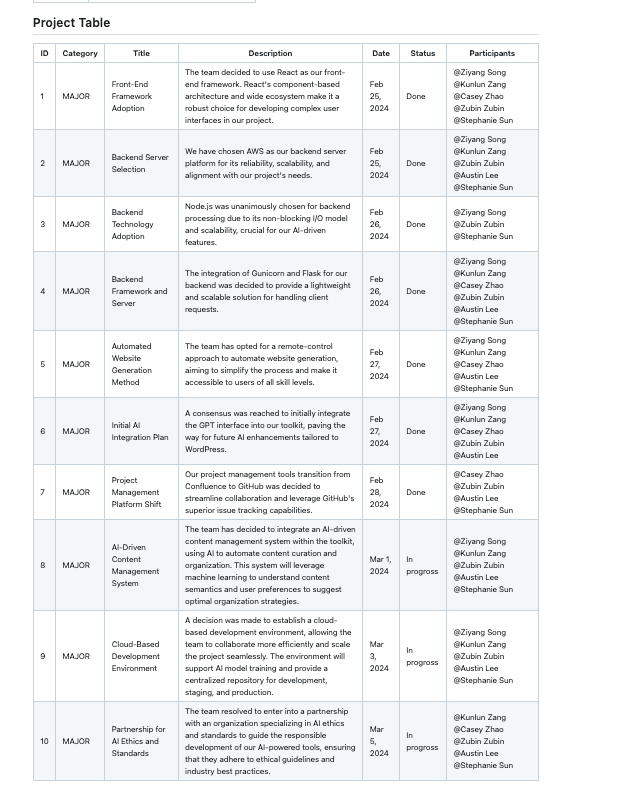 Project Table
ID Category Title Description Date Status Participants
1 MAJOR Front-End Framework Adoption The team decided to use React as our front-end framework. React's component-based architecture and wide ecosystem make it a robust choice for developing complex user interfaces in our project. Feb 25, 2024 Done @Ziyang Song @Kunlun Zang @Casey Zhao @Zubin Zubin @Stephanie Sun
2 MAJOR Backend Server Selection We have chosen AWS as our backend server platform for its reliability, scalability, and alignment with our project's needs. Feb 25, 2024 Done @Ziyang Song @Kunlun Zang @Zubin Zubin @Austin Lee @Stephanie Sun
3 MAJOR Backend Technology Adoption Node.js was unanimously chosen for backend processing due to its non-blocking I/O model and scalability, crucial for our AI-driven features. Feb 26, 2024 Done @Ziyang Song @Zubin Zubin @Stephanie Sun
4 MAJOR Backend Framework and Server The integration of Gunicorn and Flask for our backend was decided to provide a lightweight and scalable solution for handling client requests. Feb 26, 2024 Done @Ziyang Song @Kunlun Zang @Casey Zhao @Zubin Zubin @Austin Lee @Stephanie Sun
5 MAJOR Automated Website Generation Method The team has opted for a remote-control approach to automate website generation, aiming to simplify the process and make it accessible to users of all skill levels. Feb 27, 2024 Done @Ziyang Song @Kunlun Zang @Casey Zhao @Austin Lee @Stephanie Sun
6 MAJOR Initial AI Integration Plan A consensus was reached to initially integrate the GPT interface into our toolkit, paving the way for future AI enhancements tailored to WordPress. Feb 27, 2024 Done @Ziyang Song @Kunlun Zang @Casey Zhao @Zubin Zubin @Austin Lee
7 MAJOR Project Management Platform Shift Our project management tools transition from Confluence to GitHub was decided to streamline collaboration and leverage GitHub's superior issue tracking capabilities. Feb 28, 2024 Done @Casey Zhao @Zubin Zubin @Austin Lee @Stephanie Sun
8 MAJOR AI-Driven Content Management System The team has decided to integrate an AI-driven content management system within the toolkit, using AI to automate content curation and organization. This system will leverage machine learning to understand content semantics and user preferences to suggest optimal organization strategies. Mar 1, 2024 In progress @Ziyang Song @Kunlun Zang @Zubin Zubin @Austin Lee @Stephanie Sun
9 MAJOR Cloud-Based Development Environment A decision was made to establish a cloud-based development environment, allowing the team to collaborate more efficiently and scale the project seamlessly. The environment will support AI model training and provide a centralized repository for development, staging, and production. Mar 3, 2024 In progress @Ziyang Song @Kunlun Zang @Zubin Zubin @Austin Lee @Stephanie Sun
10 MAJOR Partnership for AI Ethics and Standards The team resolved to enter into a partnership with an organization specializing in AI ethics and standards to guide the responsible development of our AI-powered tools, ensuring that they adhere to ethical guidelines and industry best practices. Mar 5, 2024 In progress @Kunlun Zang @Casey Zhao @Zubin Zubin @Austin Lee @Stephanie Sun